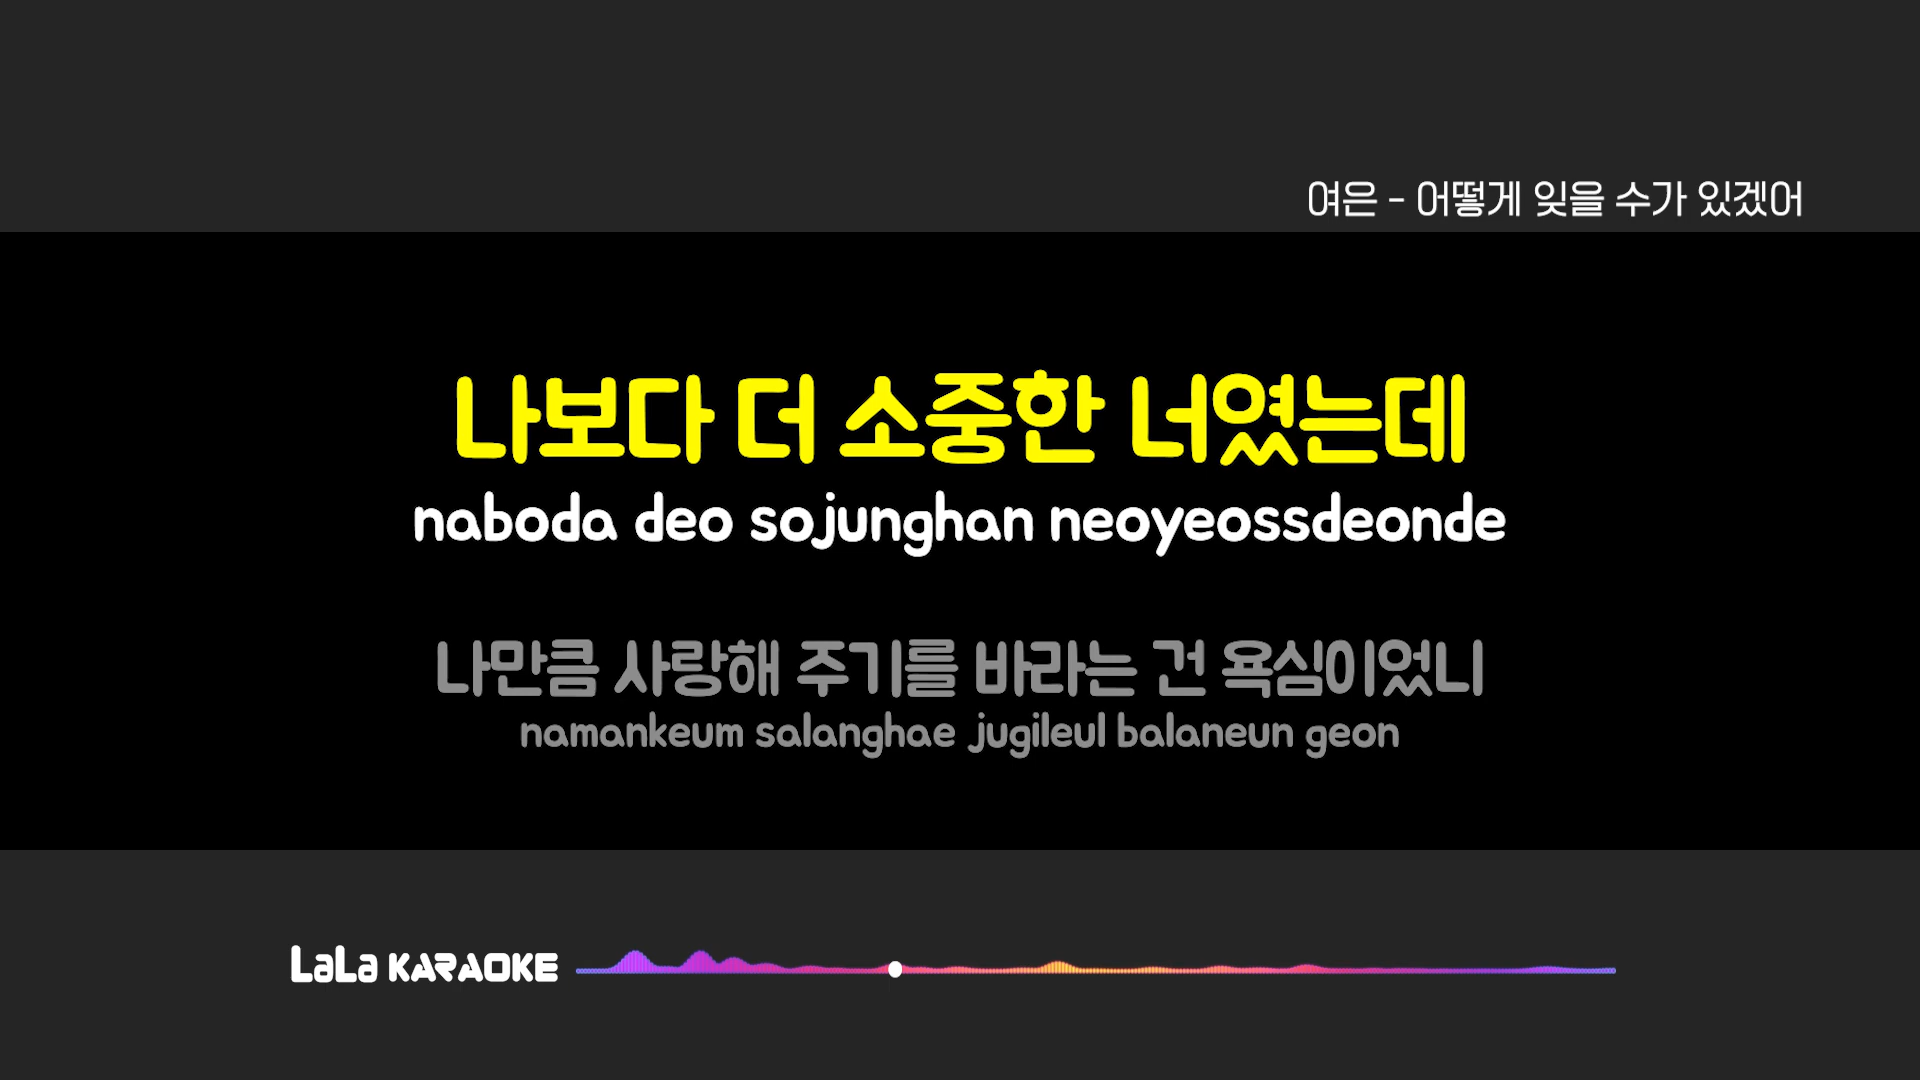 여은 - 어떻게 잊을 수가 있겠어
나보다 더 소중한 너였는데
naboda deo sojunghan neoyeossdeonde
나만큼 사랑해 주기를 바라는 건 욕심이었니
namankeum salanghae jugileul balaneun geon
LaLa KARAOKE